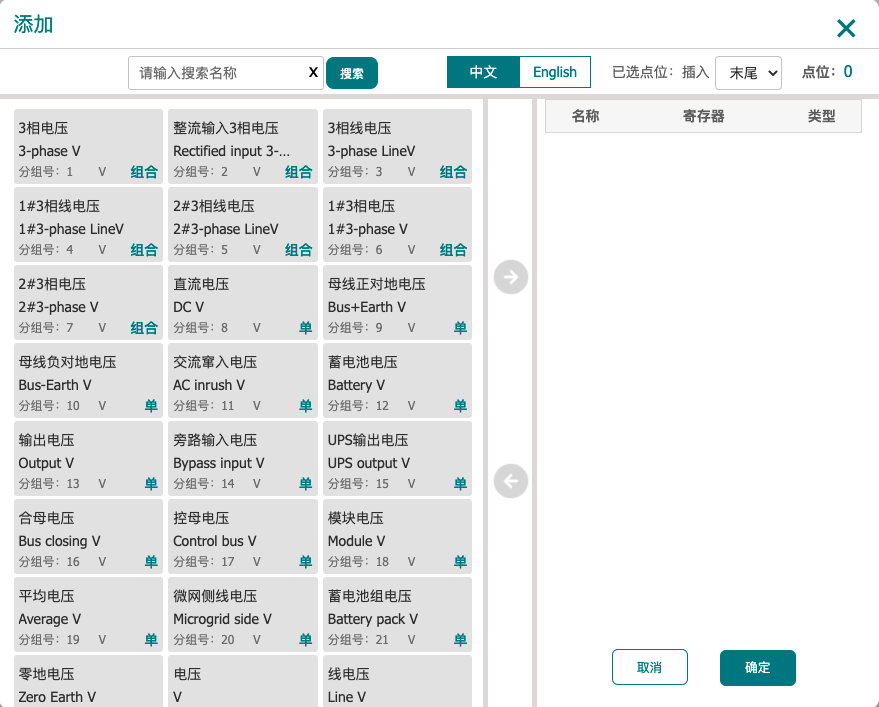 添加
请输入搜索名称
X
搜索
中文
English
已选点位：插入
末尾
点位：0
名称 寄存器 类型
3相电压
3-phase V
分组号：1 V 组合
整流输入3相电压
Rectified input 3-...
分组号：2 V 组合
3相线电压
3-phase LineV
分组号：3 V 组合
1#3相线电压
1#3-phase LineV
分组号：4 V 组合
2#3相线电压
2#3-phase LineV
分组号：5 V 组合
1#3相电压
1#3-phase V
分组号：6 V 组合
2#3相电压
2#3-phase V
分组号：7 V 组合
直流电压
DC V
分组号：8 V 单
母线正对地电压
Bus+Earth V
分组号：9 V 单
母线负对地电压
Bus-Earth V
分组号：10 V 单
交流窜入电压
AC inrush V
分组号：11 V 单
蓄电池电压
Battery V
分组号：12 V 单
输出电压
Output V
分组号：13 V 单
旁路输入电压
Bypass input V
分组号：14 V 单
UPS输出电压
UPS output V
分组号：15 V 单
合母电压
Bus closing V
分组号：16 V 单
控母电压
Control bus V
分组号：17 V 单
模块电压
Module V
分组号：18 V 单
平均电压
Average V
分组号：19 V 单
微网侧线电压
Microgrid side V
分组号：20 V 单
蓄电池组电压
Battery pack V
分组号：21 V 单
零地电压
Zero Earth V
电压
V
线电压
Line V
取消
确定